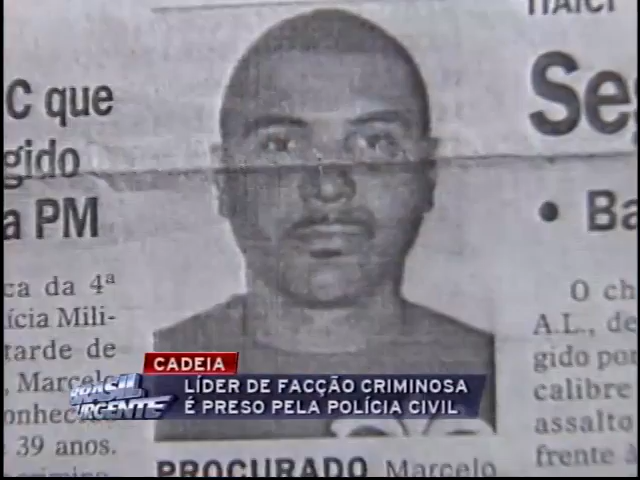 ITAICI
C que
gido
a PM
Se
• Ba
ca da 4ª
ícia Mili-
tarde de
, Marcelo
onhec
39 anos.
O ch
A.L., de
gido por
calibre
assalto
frente à
CADEIA
BRASIL
URGENTE
LÍDER DE FACÇÃO CRIMINOSA
É PRESO PELA POLÍCIA CIVIL
PROCURADO Marcelo